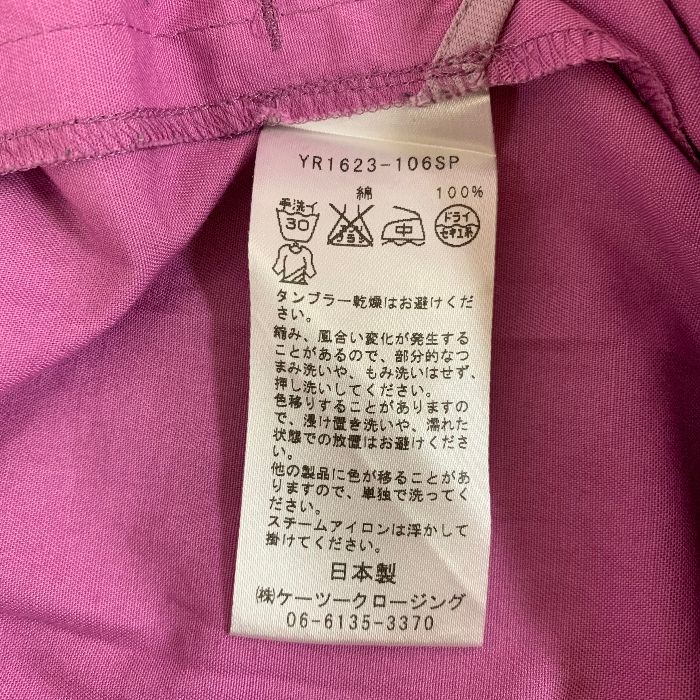 YR1623-106SP
綿 100%
手洗イ 30 エンソサラシ 中 ドライ セキユ系
タンブラー乾燥はお避けくだ
さい。
縮み、風合い変化が発生する
ことがあるので、部分的なつ
まみ洗いや、もみ洗いはせず、
押し洗いしてください。
色移りすることがありますの
で、浸け置き洗いや、濡れた
状態での放置はお避けくださ
い。
他の製品に色が移ることがあ
りますので、単独で洗ってく
ださい。
スチームアイロンは浮かして
掛けてください。
日本製
㈱ケーツークロージング
06-6135-3370